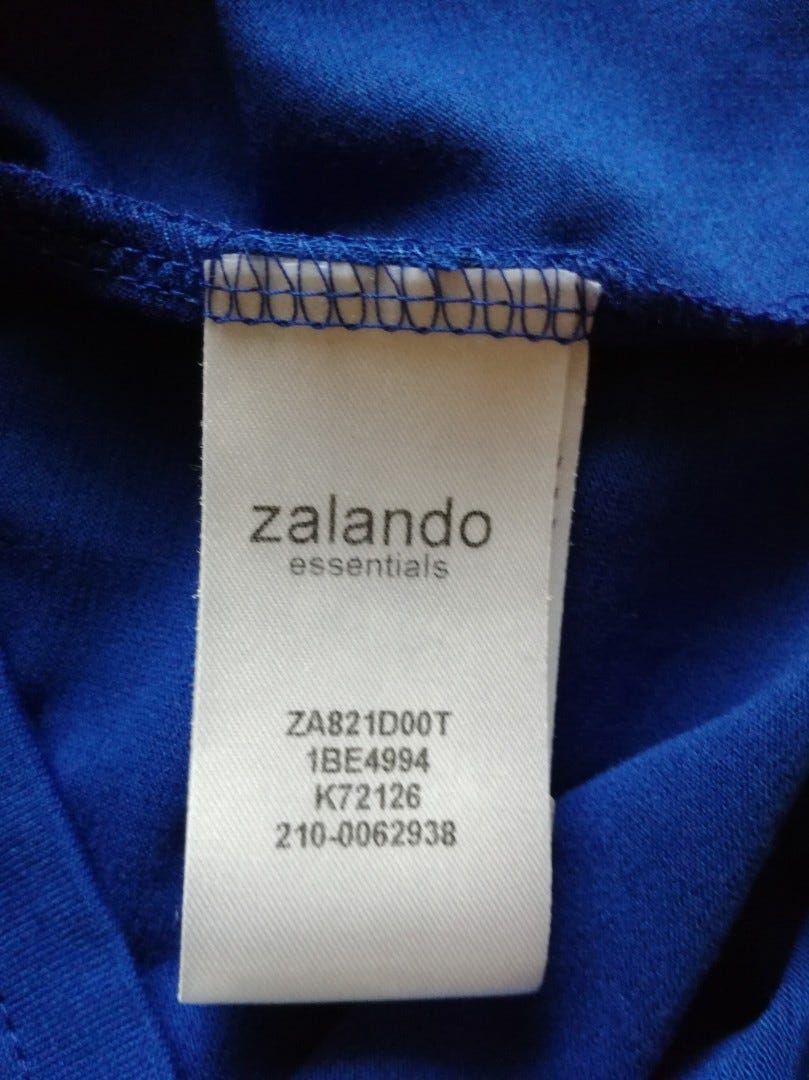 zalando
essentials
ZA821D00T
1BE4994
K72126
210-0062938